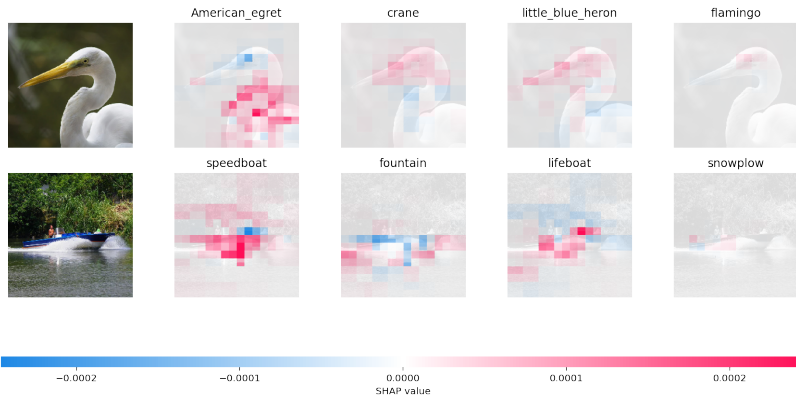 American_egret crane little_blue_heron flamingo
speedboat fountain lifeboat snowplow
−0.0002 −0.0001 0.0000 0.0001 0.0002
SHAP value